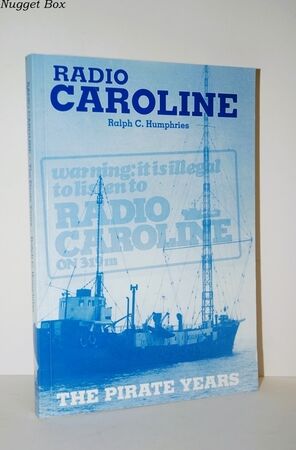 Nugget Box
RADIO
CAROLINE
Ralph C. Humphries
warning: it is illegal
to listen to
RADIO
CAROLINE
ON 319m
THE PIRATE YEARS